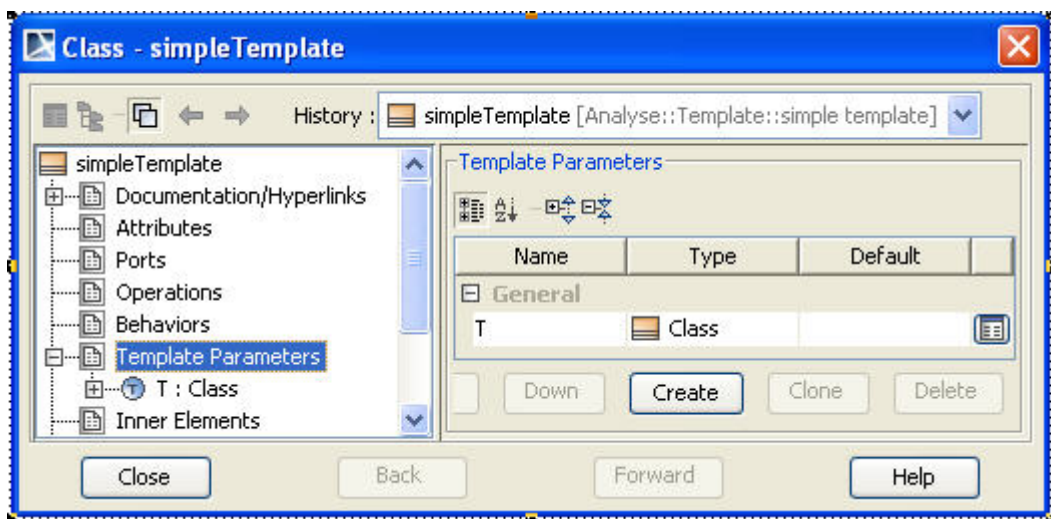 Class - simpleTemplate
History : simpleTemplate [Analyse::Template::simple template]
simpleTemplate
Documentation/Hyperlinks
Attributes
Ports
Operations
Behaviors
Template Parameters
T : Class
Inner Elements
Template Parameters
Name Type Default
General
T Class
Down Create Clone Delete
Close Back Forward Help